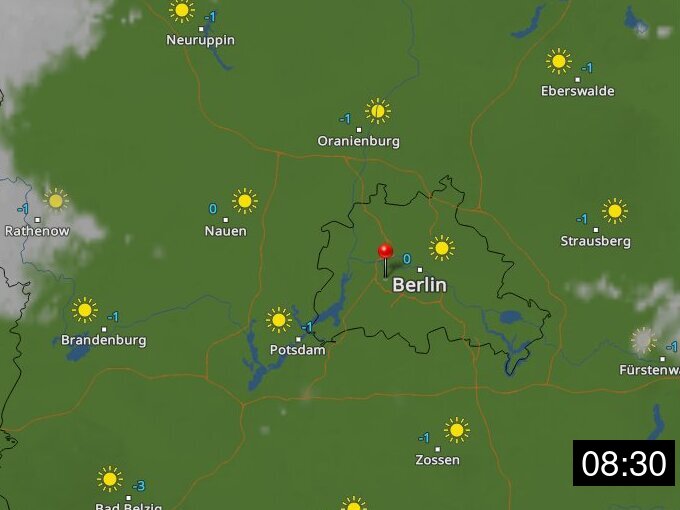 -1
Neuruppin
-1
Eberswalde
-1
Oranienburg
-1
Rathenow
0
Nauen
-1
Strausberg
0
Berlin
-1
Brandenburg
-1
Potsdam
-1
Fürstenwa
-1
Zossen
08:30
-3
Bad Belzig